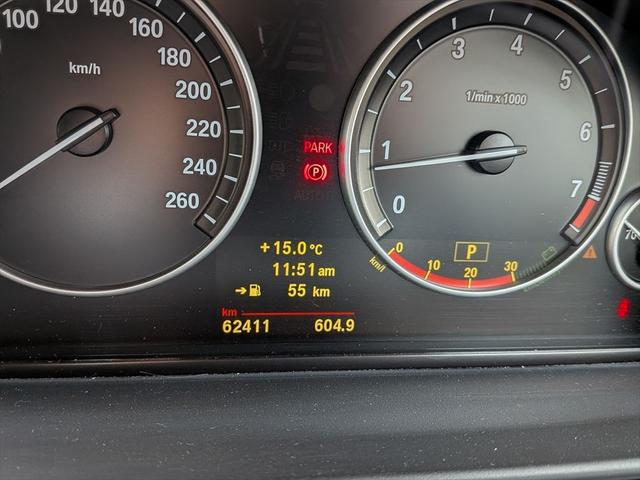 100 120 140 160 180 200 220 240 260
km/h
0 1 2 3 4 5 6 7
1/min x 1000
PARK
(P)
+15.0 °C
11:51 am
➔ 55 km
km
62411 604.9
km/l 0 10 20 30
P
70